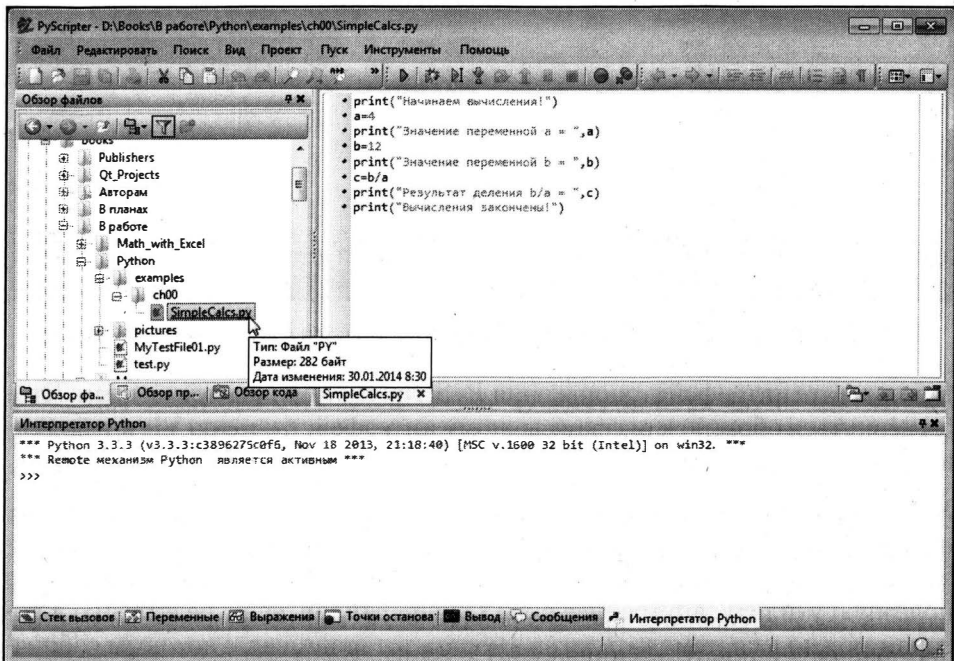 PyScripter - D:\Books\В работе\Python\examples\ch00\SimpleCalcs.py
Файл Редактировать Поиск Вид Проект Пуск Инструменты Помощь
Обзор файлов
Books
Publishers
Qt_Projects
Авторам
В планах
В работе
Math_with_Excel
Python
examples
ch00
SimpleCalcs.py
pictures
MyTestFile01.py
test.py
Тип: Файл "PY"
Размер: 282 байт
Дата изменения: 30.01.2014 8:30
Обзор фа... Обзор пр... Обзор кода
print("Начинаем вычисления!")
a=4
print("Значение переменной a = ",a)
b=12
print("Значение переменной b = ",b)
c=b/a
print("Результат деления b/a = ",c)
print("Вычисления закончены!")
SimpleCalcs.py
Интерпретатор Python
*** Python 3.3.3 (v3.3.3:c3896275c0f6, Nov 18 2013, 21:18:40) [MSC v.1600 32 bit (Intel)] on win32. ***
*** Remote механизм Python является активным ***
>>>
Стек вызовов Переменные Выражения Точки останова Вывод Сообщения Интерпретатор Python